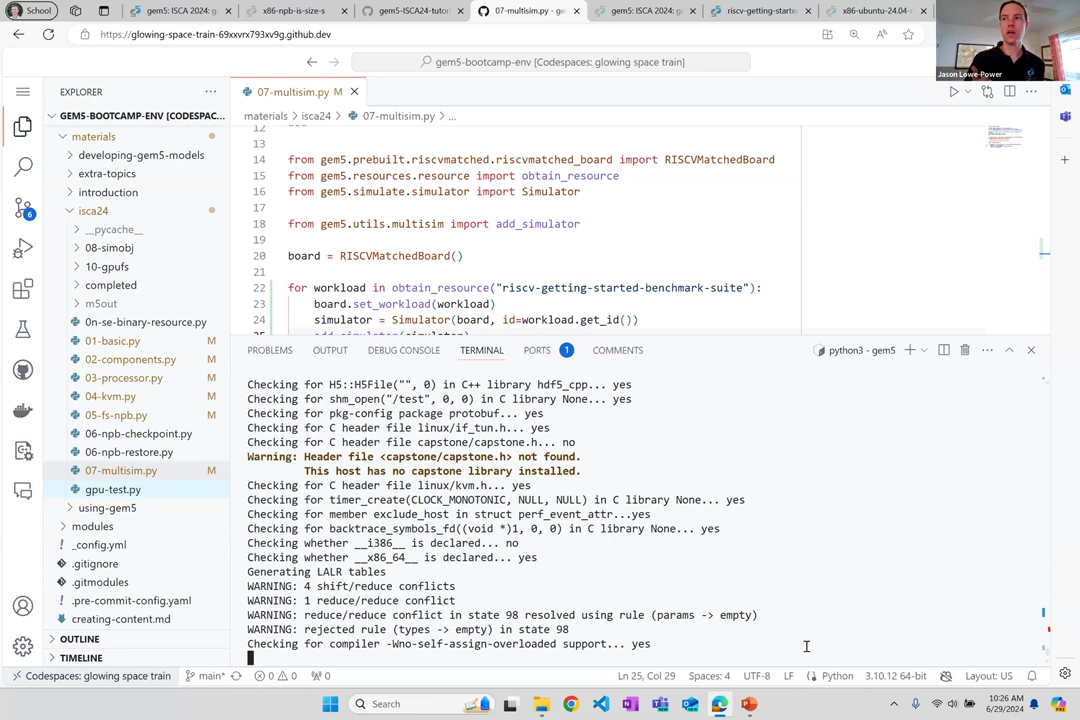 School
gem5: ISCA 2024:
x86-npb-is-size-s
gem5-ISCA24-tutor
07-multisim.py - ge
gem5: ISCA 2024:
riscv-getting-starte
x86-ubuntu-24.04-
https://glowing-space-train-69xxvrx793xv9g.github.dev
Jason Lowe-Power
gem5-bootcamp-env [Codespaces: glowing space train]
EXPLORER
07-multisim.py M
GEM5-BOOTCAMP-ENV [CODESPAC...
materials > isca24 > 07-multisim.py > ...
materials
developing-gem5-models
extra-topics
introduction
isca24
__pycache__
08-simobj
10-gpufs
completed
m5out
0n-se-binary-resource.py
01-basic.py M
02-components.py M
03-processor.py M
04-kvm.py M
05-fs-npb.py M
06-npb-checkpoint.py
06-npb-restore.py
07-multisim.py M
gpu-test.py
using-gem5
modules
_config.yml
.gitignore
.gitmodules
.pre-commit-config.yaml
creating-content.md
OUTLINE
TIMELINE
6
12 """
13
14 from gem5.prebuilt.riscvmatched.riscvmatched_board import RISCVMatchedBoard
15 from gem5.resources.resource import obtain_resource
16 from gem5.simulate.simulator import Simulator
17
18 from gem5.utils.multisim import add_simulator
19
20 board = RISCVMatchedBoard()
21
22 for workload in obtain_resource("riscv-getting-started-benchmark-suite"):
23 board.set_workload(workload)
24 simulator = Simulator(board, id=workload.get_id())
25 add_simulator(simulator)
PROBLEMS OUTPUT DEBUG CONSOLE TERMINAL PORTS 1 COMMENTS
python3 - gem5
Checking for H5::H5File("", 0) in C++ library hdf5_cpp... yes
Checking for shm_open("/test", 0, 0) in C library None... yes
Checking for pkg-config package protobuf... yes
Checking for C header file linux/if_tun.h... yes
Checking for C header file capstone/capstone.h... no
Warning: Header file <capstone/capstone.h> not found.
This host has no capstone library installed.
Checking for C header file linux/kvm.h... yes
Checking for timer_create(CLOCK_MONOTONIC, NULL, NULL) in C library None... yes
Checking for member exclude_host in struct perf_event_attr...yes
Checking for backtrace_symbols_fd((void *)1, 0, 0) in C library None... yes
Checking whether __i386__ is declared... no
Checking whether __x86_64__ is declared... yes
Generating LALR tables
WARNING: 4 shift/reduce conflicts
WARNING: 1 reduce/reduce conflict
WARNING: reduce/reduce conflict in state 98 resolved using rule (params -> empty)
WARNING: rejected rule (types -> empty) in state 98
Checking for compiler -Wno-self-assign-overloaded support... yes
Codespaces: glowing space train main* 0 0 0 Ln 25, Col 29 Spaces: 4 UTF-8 LF Python 3.10.12 64-bit Layout: US
Search
10:26 AM
6/29/2024